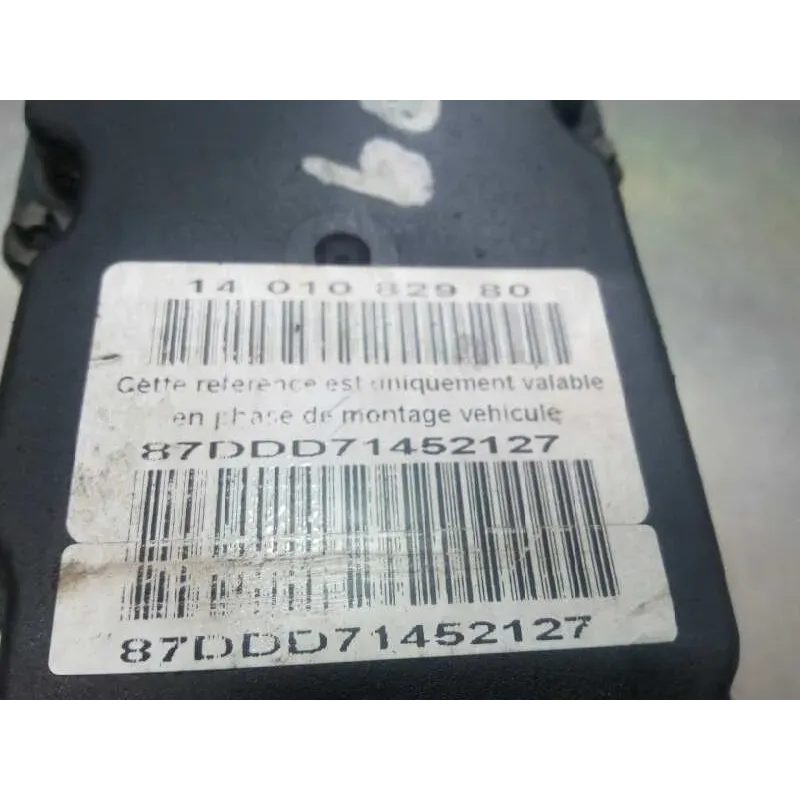 14 010 829 80
Cette reference est uniquement valable
en phase de montage vehicule
87DDD71452127
87DDD71452127